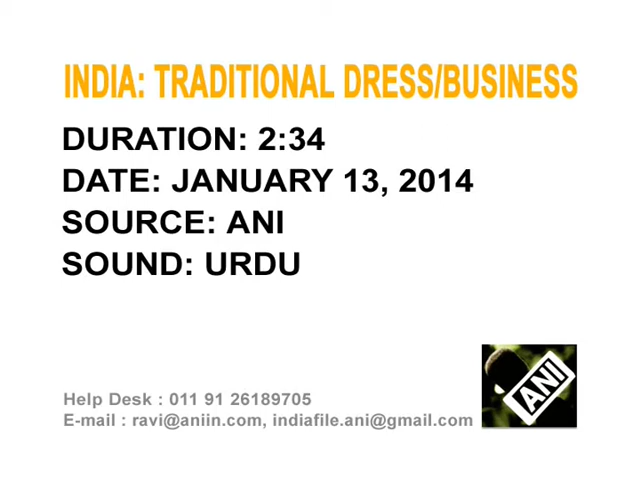 INDIA: TRADITIONAL DRESS/BUSINESS
DURATION: 2:34
DATE: JANUARY 13, 2014
SOURCE: ANI
SOUND: URDU
Help Desk : 011 91 26189705
E-mail : ravi@aniin.com, indiafile.ani@gmail.com
ANI